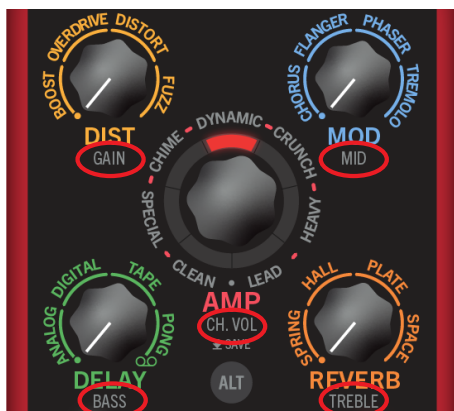 BOOST OVERDRIVE DISTORT FUZZ
DIST
GAIN
CHORUS FLANGER PHASER TREMOLO
MOD
MID
SPECIAL CHIME DYNAMIC CRUNCH HEAVY
CLEAN LEAD
AMP
CH. VOL
SAVE
ANALOG DIGITAL TAPE PONG
DELAY
BASS
ALT
SPRING HALL PLATE SPACE
REVERB
TREBLE